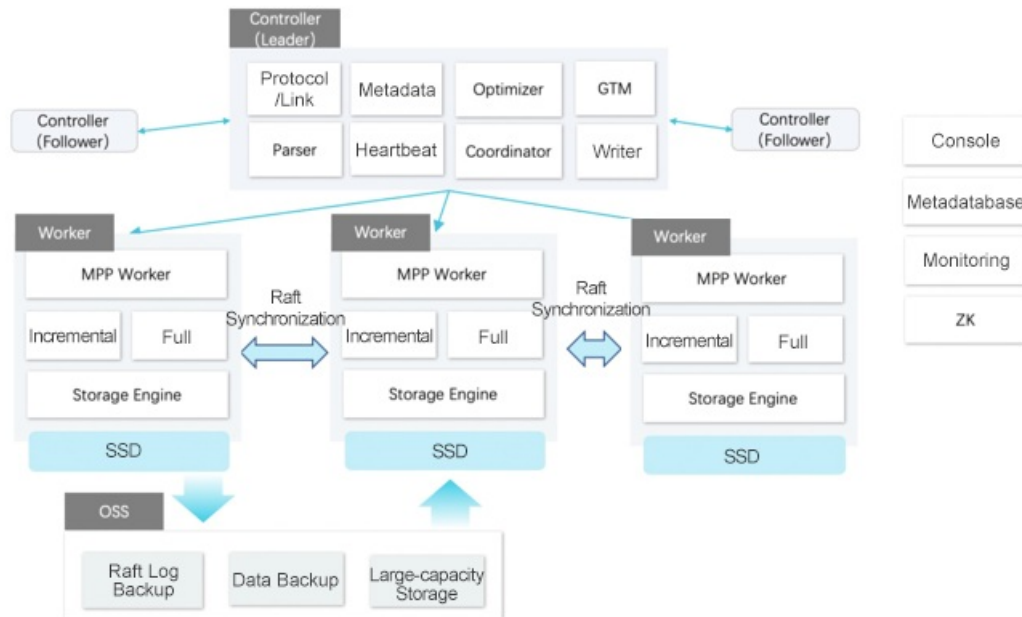 Controller
(Leader)
Protocol
/Link
Metadata
Optimizer
GTM
Controller
(Follower)
Parser
Heartbeat
Coordinator
Writer
Controller
(Follower)
Console
Metadatabase
Monitoring
ZK
Worker
MPP Worker
Incremental
Full
Storage Engine
SSD
Raft
Synchronization
Worker
MPP Worker
Incremental
Full
Storage Engine
SSD
Raft
Synchronization
Worker
MPP Worker
Incremental
Full
Storage Engine
SSD
OSS
Raft Log
Backup
Data Backup
Large-capacity
Storage